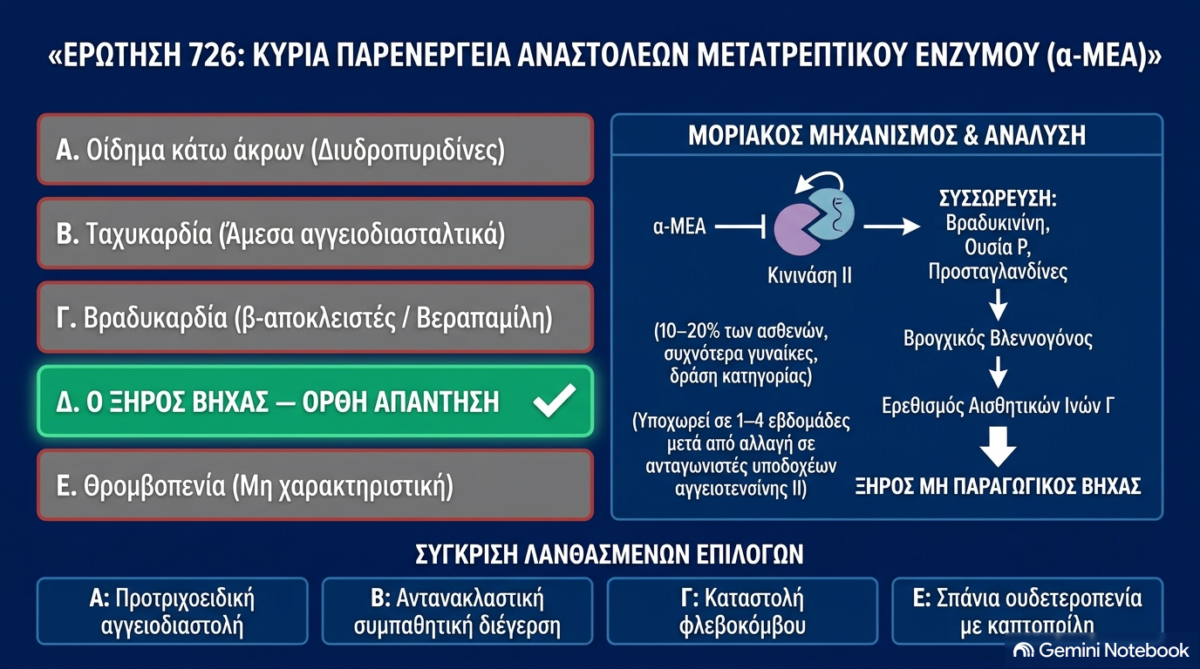 «ΕΡΩΤΗΣΗ 726: ΚΥΡΙΑ ΠΑΡΕΝΕΡΓΕΙΑ ΑΝΑΣΤΟΛΕΩΝ ΜΕΤΑΤΡΕΠΤΙΚΟΥ ΕΝΖΥΜΟΥ (α-ΜΕΑ)»
Α. Οίδημα κάτω άκρων (Διυδροπυριδίνες)
Β. Ταχυκαρδία (Άμεσα αγγειοδιασταλτικά)
Γ. Βραδυκαρδία (β-αποκλειστές / Βεραπαμίλη)
Δ. Ο ΞΗΡΟΣ ΒΗΧΑΣ — ΟΡΘΗ ΑΠΑΝΤΗΣΗ
Ε. Θρομβοπενία (Μη χαρακτηριστική)
ΜΟΡΙΑΚΟΣ ΜΗΧΑΝΙΣΜΟΣ & ΑΝΑΛΥΣΗ
α-ΜΕΑ
Κινινάση ΙΙ
ΣΥΣΣΩΡΕΥΣΗ:
Βραδυκινίνη,
Ουσία Ρ,
Προσταγλανδίνες
Βρογχικός Βλεννογόνος
Ερεθισμός Αισθητικών Ινών Γ
ΞΗΡΟΣ ΜΗ ΠΑΡΑΓΩΓΙΚΟΣ ΒΗΧΑΣ
(10–20% των ασθενών,
συχνότερα γυναίκες,
δράση κατηγορίας)
(Υποχωρεί σε 1–4 εβδομάδες
μετά από αλλαγή σε
ανταγωνιστές υποδοχέων
αγγειοτενσίνης ΙΙ)
ΣΥΓΚΡΙΣΗ ΛΑΝΘΑΣΜΕΝΩΝ ΕΠΙΛΟΓΩΝ
Α: Προτριχοειδική
αγγειοδιαστολή
Β: Αντανακλαστική
συμπαθητική διέγερση
Γ: Καταστολή
φλεβοκόμβου
Ε: Σπάνια ουδετεροπενία
με καπτοπρίλη
Gemini Notebook